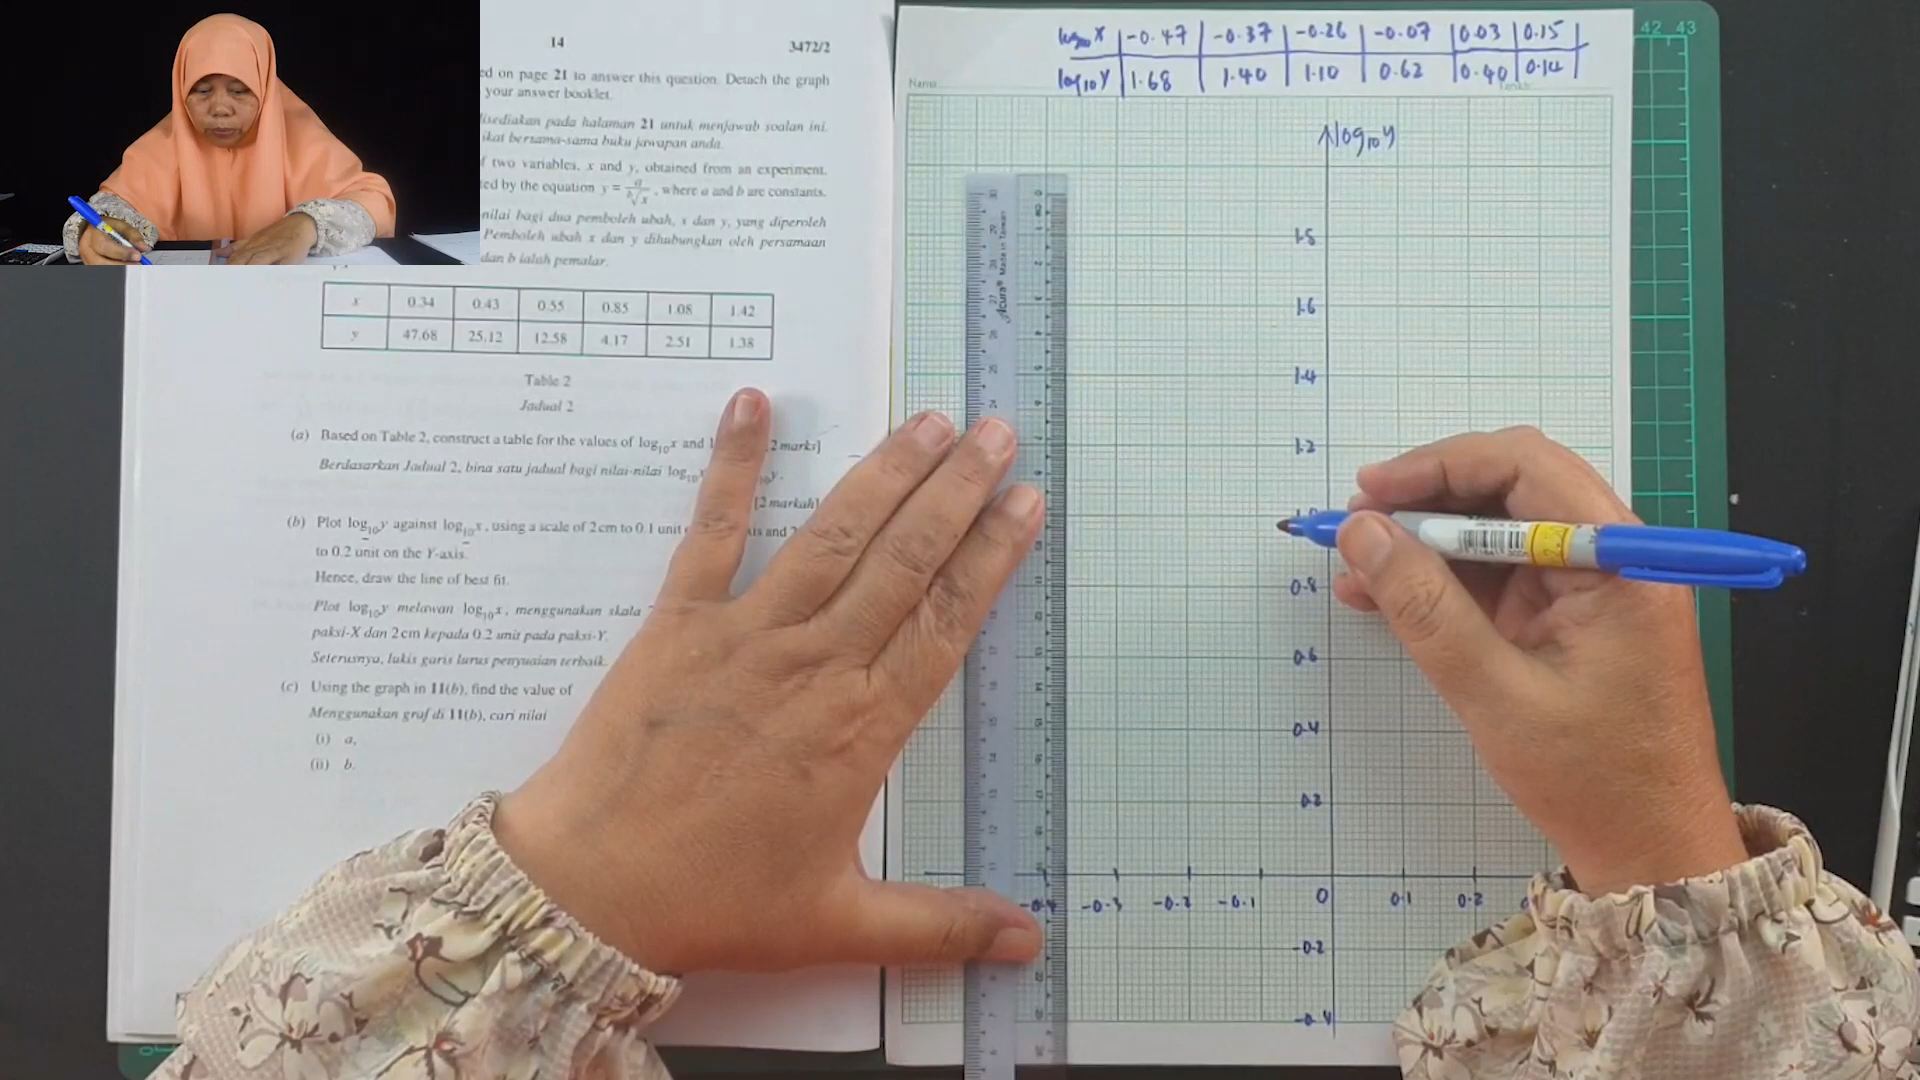 14
3472/2
ed on page 21 to answer this question. Detach the graph
your answer booklet.
disediakan pada halaman 21 untuk menjawab soalan ini.
ikat bersama-sama buku jawapan anda.
f two variables, x and y, obtained from an experiment.
ted by the equation y = a/ᵇ√x, where a and b are constants.
nilai bagi dua pemboleh ubah, x dan y, yang diperoleh
Pemboleh ubah x dan y dihubungkan oleh persamaan
dan b ialah pemalar.
x 0.34 0.43 0.55 0.85 1.08 1.42
y 47.68 25.12 12.58 4.17 2.51 1.38
Table 2
Jadual 2
(a) Based on Table 2, construct a table for the values of log₁₀x and
2 marks]
Berdasarkan Jadual 2, bina satu jadual bagi nilai-nilai log₁₀
[2 markah]
(b) Plot log₁₀y against log₁₀x, using a scale of 2 cm to 0.1 unit
and 2
to 0.2 unit on the Y-axis.
Hence, draw the line of best fit.
Plot log₁₀y melawan log₁₀x, menggunakan skala
paksi-X dan 2 cm kepada 0.2 unit pada paksi-Y.
Seterusnya, lukis garis lurus penyuaian terbaik.
(c) Using the graph in 11(b), find the value of
Menggunakan graf di 11(b), cari nilai
(i) a,
(ii) b.
log₁₀x -0.47 -0.37 -0.26 -0.07 0.03 0.15
log₁₀y 1.68 1.40 1.10 0.62 0.40 0.14
Nama
Tarikh
log₁₀y
1.8
1.6
1.4
1.2
0.8
0.6
0.4
0.2
-0.4 -0.3 -0.2 -0.1 0 0.1 0.2
-0.2
-0.4
Acura® Made in Taiwan
42 43